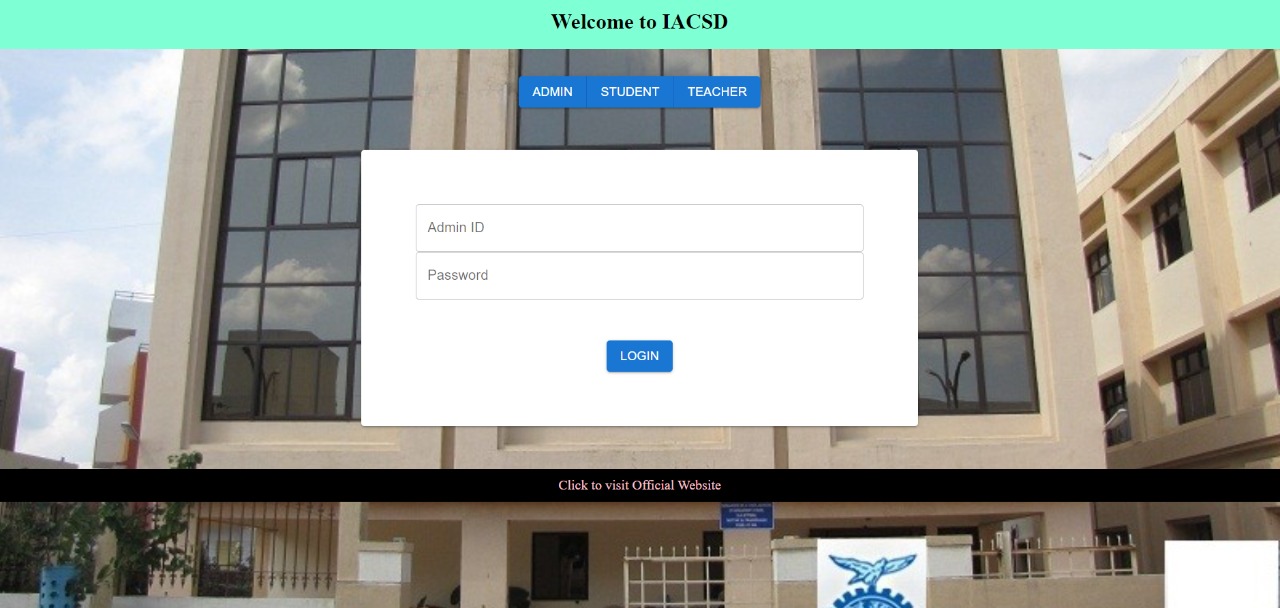 Welcome to IACSD
ADMIN STUDENT TEACHER
Admin ID
Password
LOGIN
Click to visit Official Website